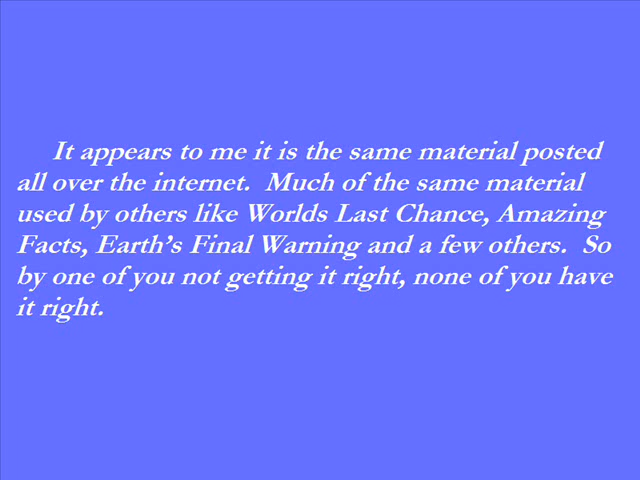 It appears to me it is the same material posted
all over the internet.  Much of the same material
used by others like Worlds Last Chance, Amazing
Facts, Earth’s Final Warning and a few others.  So
by one of you not getting it right, none of you have
it right.